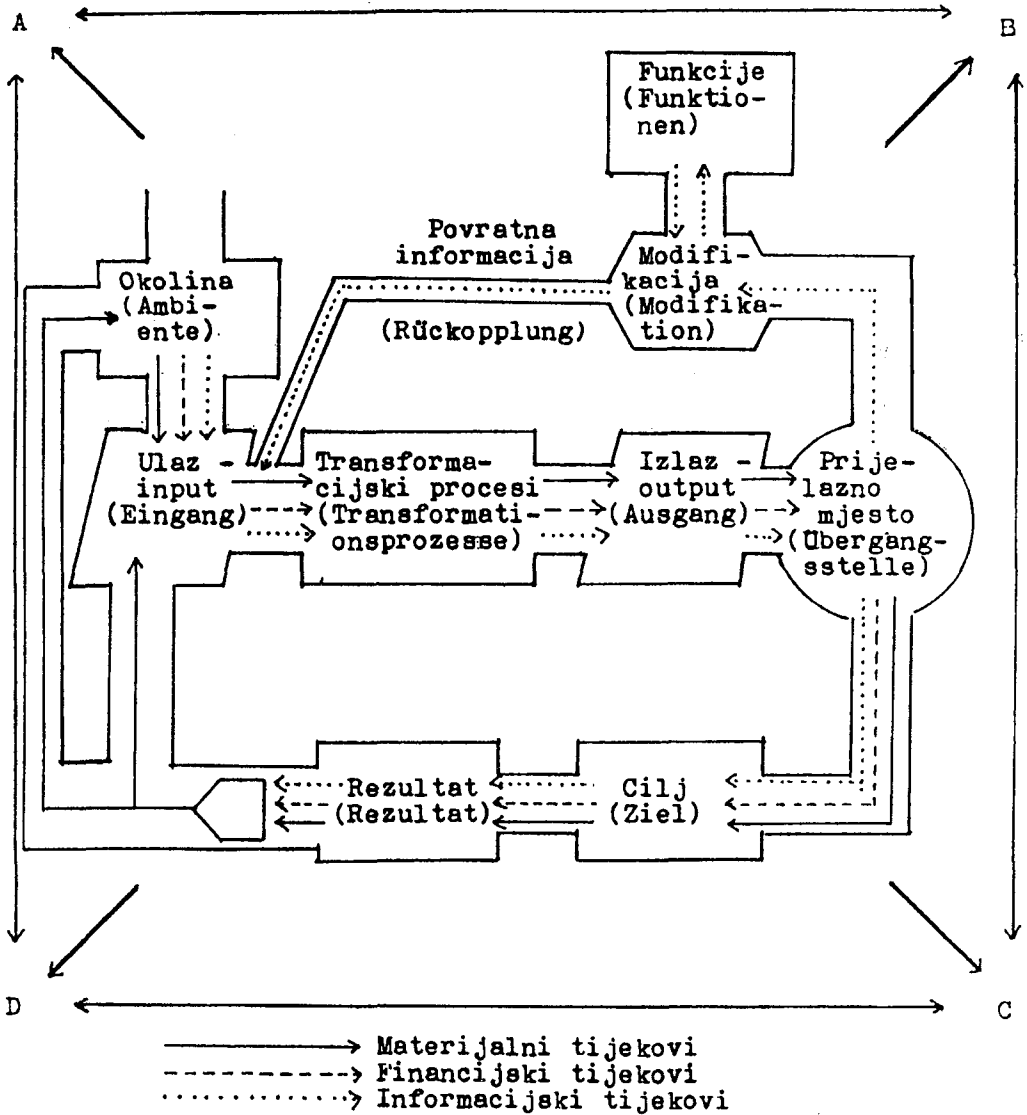 A
B
Funkcije
(Funktio-
nen)
Povratna
informacija
Modifi-
kacija
(Modifika-
tion)
Okolina
(Ambi-
ente)
(Rückopplung)
Ulaz -
input
(Eingang)
Transforma-
cijski procesi
(Transformati-
onsprozesse)
Izlaz -
output
(Ausgang)
Prije-
lazno
mjesto
(Übergang-
sstelle)
Rezultat
(Rezultat)
Cilj
(Ziel)
D
C
Materijalni tijekovi
Financijski tijekovi
Informacijski tijekovi